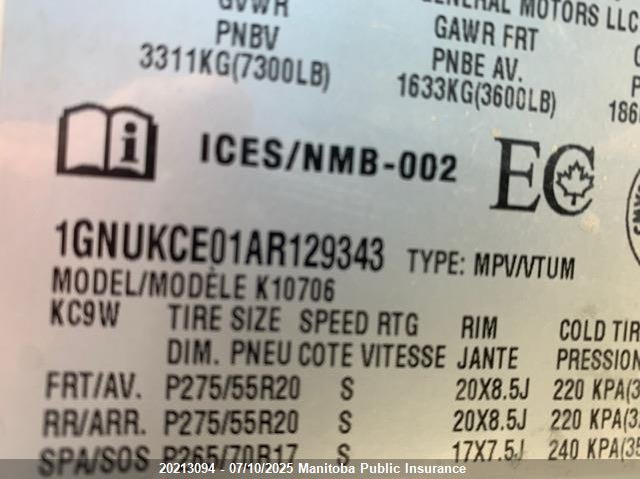 GVWR
PNBV
3311KG(7300LB)
GENERAL MOTORS LLC
GAWR FRT
PNBE AV.
1633KG(3600LB)
ICES/NMB-002
EC
1GNUKCE01AR129343 TYPE: MPV/VTUM
MODEL/MODÈLE K10706
KC9W TIRE SIZE SPEED RTG RIM COLD TIR
DIM. PNEU COTE VITESSE JANTE PRESSION
FRT/AV. P275/55R20 S 20X8.5J 220 KPA(3
RR/ARR. P275/55R20 S 20X8.5J 220 KPA(3
SPA/SOS P265/70R17 S 17X7.5J 240 KPA(35
20213094 - 07/10/2025 Manitoba Public Insurance